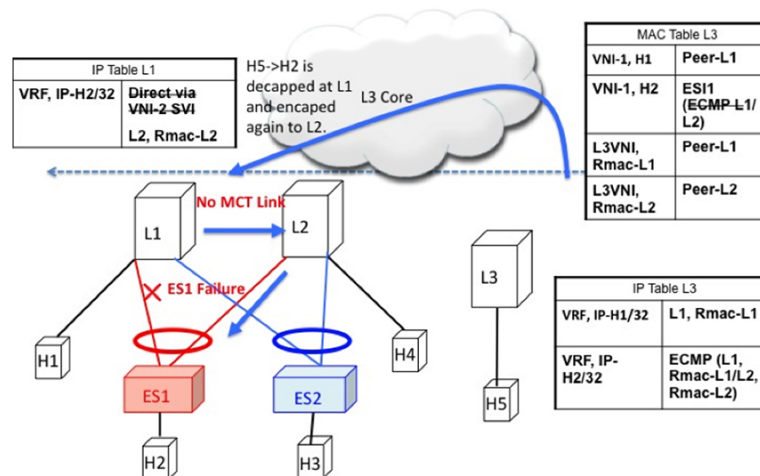 IP Table L1
VRF, IP-H2/32
Direct via
VNI-2 SVI
L2, Rmac-L2
H5->H2 is
decapped at L1
and encaped
again to L2.
L3 Core
MAC Table L3
VNI-1, H1
Peer-L1
VNI-1, H2
ESI1
(ECMP L1/
L2)
L3VNI,
Rmac-L1
Peer-L1
L3VNI,
Rmac-L2
Peer-L2
No MCT Link
L1
L2
ES1 Failure
L3
H1
H4
ES1
ES2
H5
H2
H3
IP Table L3
VRF, IP-H1/32
L1, Rmac-L1
VRF, IP-
H2/32
ECMP (L1,
Rmac-L1/L2,
Rmac-L2)